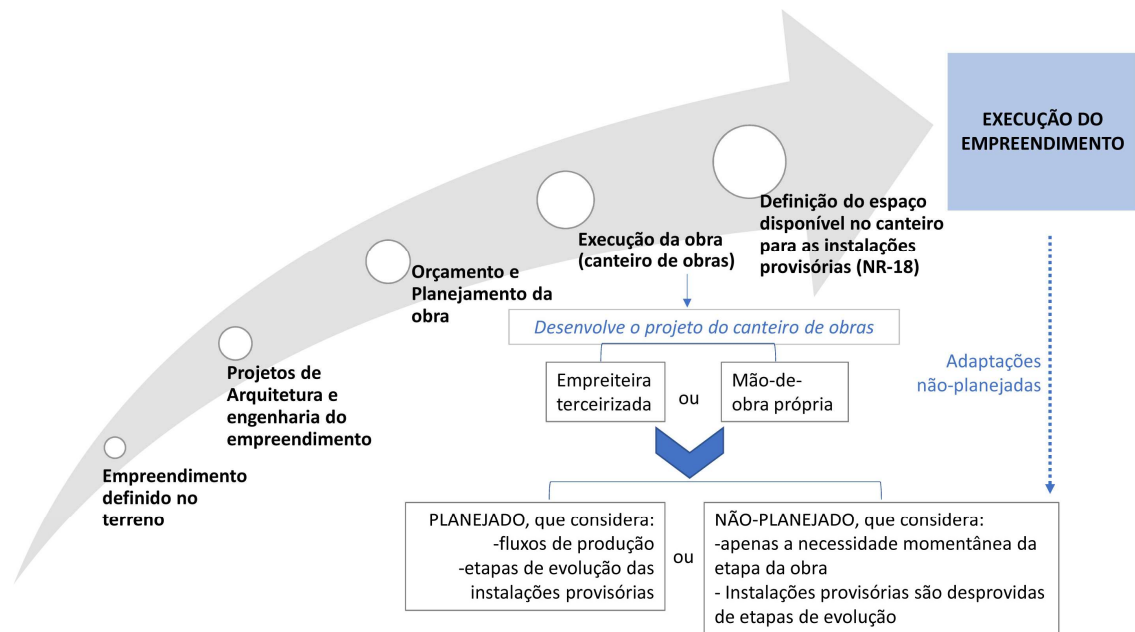 EXECUÇÃO DO
EMPREENDIMENTO
Definição do espaço
disponível no canteiro
para as instalações
provisórias (NR-18)
Execução da obra
(canteiro de obras)
Orçamento e
Planejamento da
obra
Projetos de
Arquitetura e
engenharia do
empreendimento
Empreendimento
definido no
terreno
Desenvolve o projeto do canteiro de obras
Empreiteira
terceirizada
ou
Mão-de-
obra própria
Adaptações
não-planejadas
PLANEJADO, que considera:
-fluxos de produção
-etapas de evolução das
instalações provisórias
ou
NÃO-PLANEJADO, que considera:
-apenas a necessidade momentânea da
etapa da obra
- Instalações provisórias são desprovidas
de etapas de evolução